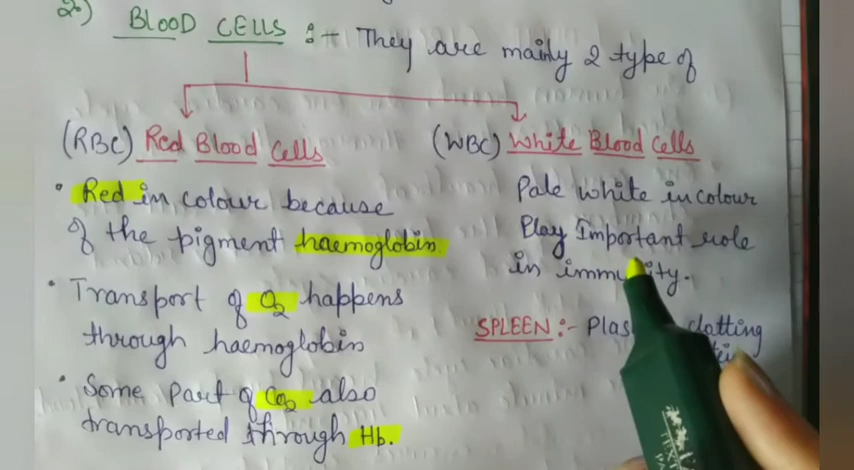 2.) BLOOD CELLS :- They are mainly 2 type of
(RBC) Red Blood Cells
• Red in colour because
of the pigment haemoglobin
• Transport of O2 happens
through haemoglobin
• Some part of CO2 also
transported through Hb.
(WBC) White Blood Cells
Pale white in colour
Play Important role
in immunity.
SPLEEN :- clotting